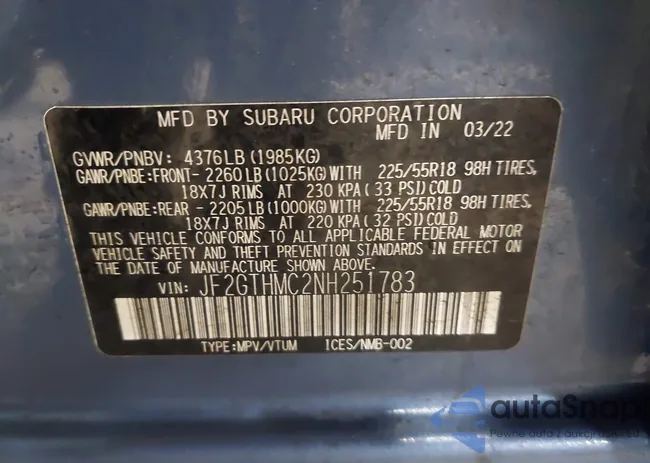 MFD BY SUBARU CORPORATION
MFD IN 03/22
GVWR/PNBV: 4376LB (1985KG)
GAWR/PNBE:FRONT- 2260LB (1025KG)WITH 225/55R18 98H TIRES,
18X7J RIMS AT 230 KPA( 33 PSI)COLD
GAWR/PNBE:REAR - 2205LB (1000KG)WITH 225/55R18 98H TIRES,
18X7J RIMS AT 220 KPA( 32 PSI)COLD
THIS VEHICLE CONFORMS TO ALL APPLICABLE FEDERAL MOTOR
VEHICLE SAFETY AND THEFT PREVENTION STANDARDS IN EFFECT ON
THE DATE OF MANUFACTURE SHOWN ABOVE.
VIN: JF2GTHMC2NH251783
TYPE:MPV/VTUM ICES/NMB-002
autoSnap
Pewne auto z aukcji